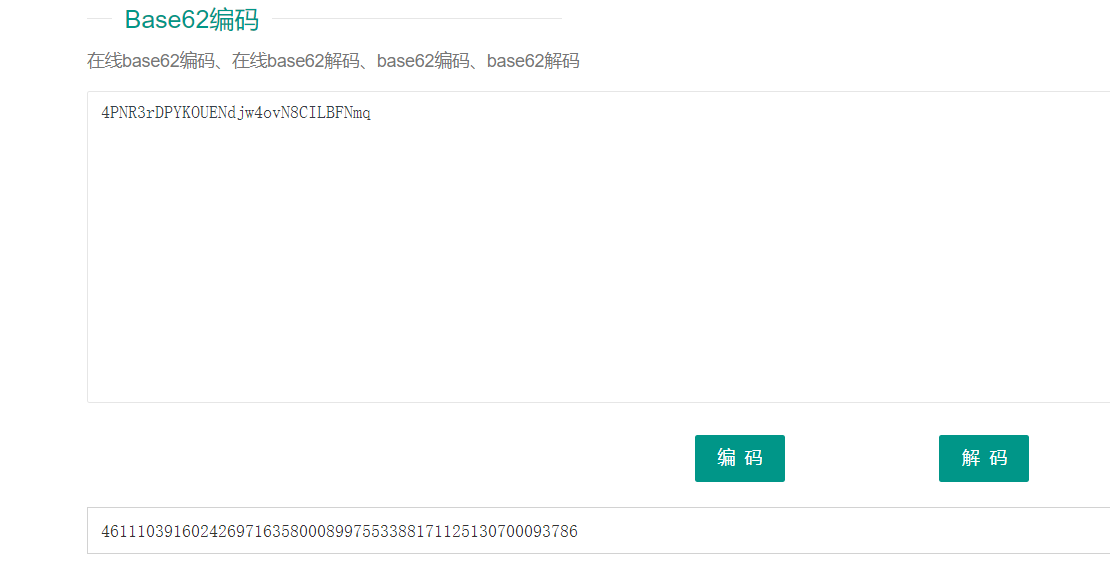 Base62编码
在线base62编码、在线base62解码、base62编码、base62解码
4PNR3rDPYKOUENdjw4ovN8CILBFNmq
编 码
解 码
461110391602426971635800089975533881711251307000​93786